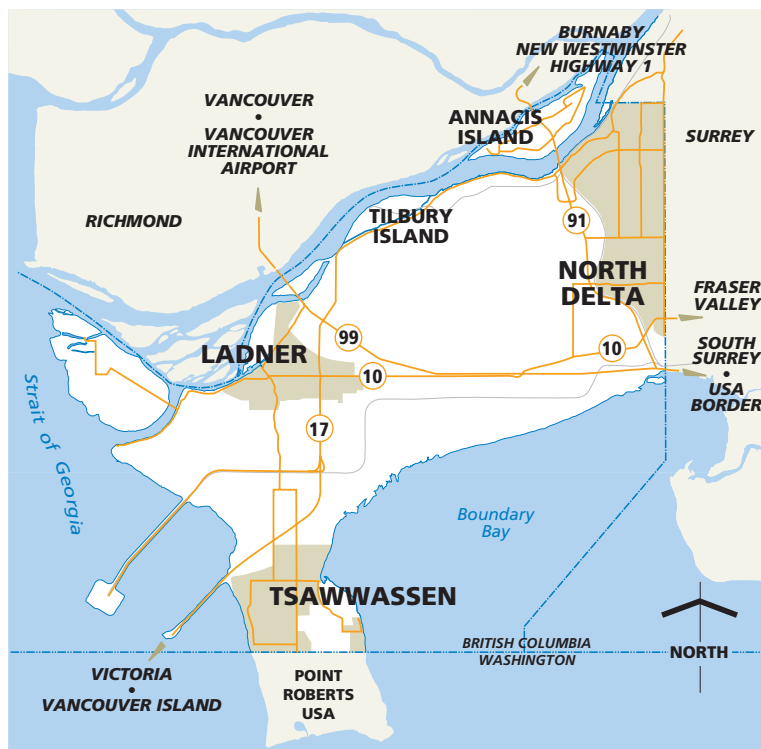 BURNABY
NEW WESTMINSTER
HIGHWAY 1
VANCOUVER
VANCOUVER
INTERNATIONAL
AIRPORT
ANNACIS
ISLAND
SURREY
RICHMOND
TILBURY
ISLAND
91
NORTH
DELTA
FRASER
VALLEY
99
LADNER
10
10
SOUTH
SURREY
USA
BORDER
17
Strait of Georgia
Boundary
Bay
TSAWWASSEN
BRITISH COLUMBIA
WASHINGTON
NORTH
VICTORIA
VANCOUVER ISLAND
POINT
ROBERTS
USA